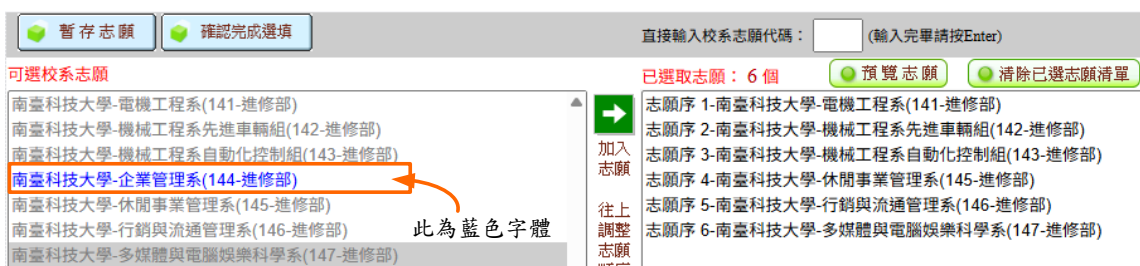 暫存志願
確認完成選填
直接輸入校系志願代碼：
(輸入完畢請按Enter)
可選校系志願
已選取志願：6 個
預覽志願
清除已選志願清單
南臺科技大學-電機工程系(141-進修部)
南臺科技大學-機械工程系先進車輛組(142-進修部)
南臺科技大學-機械工程系自動化控制組(143-進修部)
南臺科技大學-企業管理系(144-進修部)
南臺科技大學-休閒事業管理系(145-進修部)
南臺科技大學-行銷與流通管理系(146-進修部)
南臺科技大學-多媒體與電腦娛樂科學系(147-進修部)
此為藍色字體
加入
志願
往上
調整
志願
志願序 1-南臺科技大學-電機工程系(141-進修部)
志願序 2-南臺科技大學-機械工程系先進車輛組(142-進修部)
志願序 3-南臺科技大學-機械工程系自動化控制組(143-進修部)
志願序 4-南臺科技大學-休閒事業管理系(145-進修部)
志願序 5-南臺科技大學-行銷與流通管理系(146-進修部)
志願序 6-南臺科技大學-多媒體與電腦娛樂科學系(147-進修部)